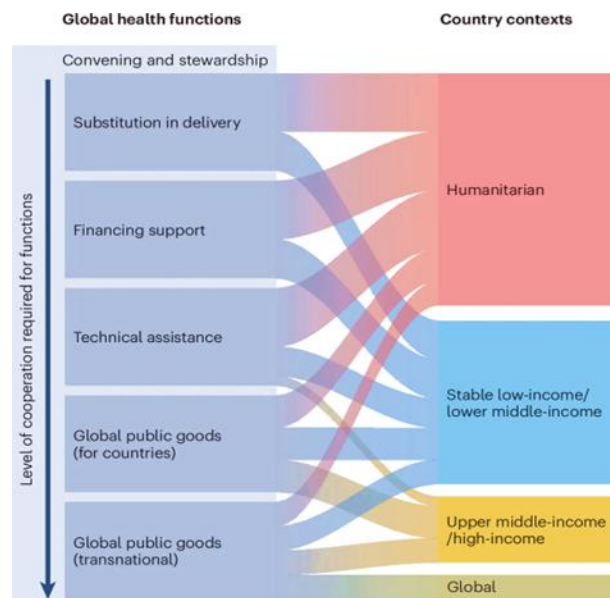 Global health functions
Country contexts
Convening and stewardship
Level of cooperation required for functions
Substitution in delivery
Financing support
Technical assistance
Global public goods
(for countries)
Global public goods
(transnational)
Humanitarian
Stable low-income/
lower middle-income
Upper middle-income
/high-income
Global